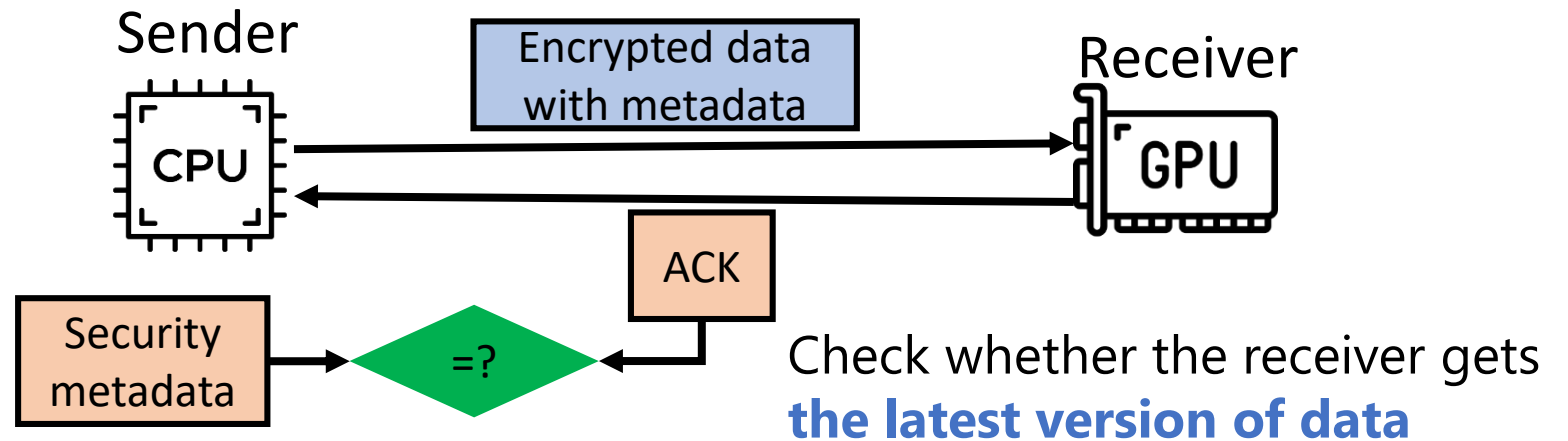 Sender
Encrypted data
with metadata
Receiver
CPU
GPU
ACK
Security
metadata
=?
Check whether the receiver gets
the latest version of data